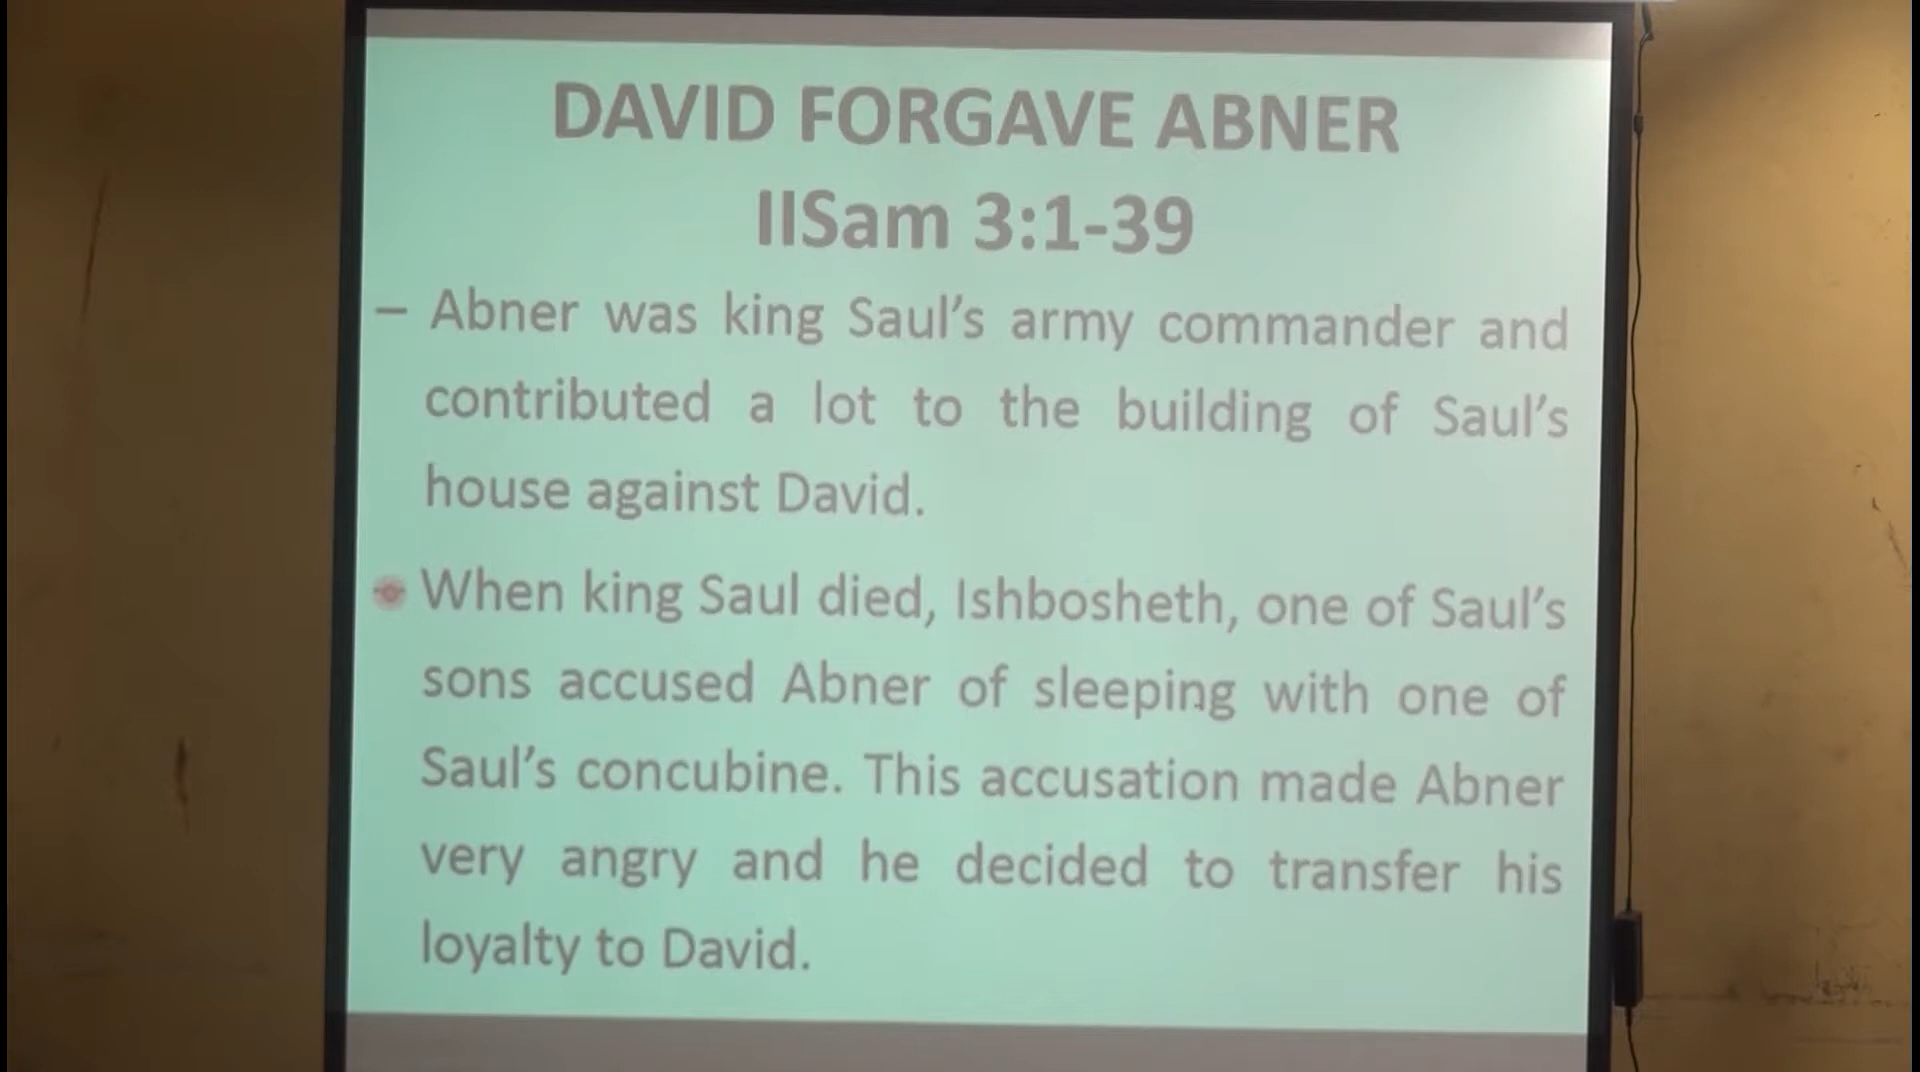 DAVID FORGAVE ABNER
IISam 3:1-39
– Abner was king Saul's army commander and
contributed a lot to the building of Saul's
house against David.
When king Saul died, Ishbosheth, one of Saul's
sons accused Abner of sleeping with one of
Saul's concubine. This accusation made Abner
very angry and he decided to transfer his
loyalty to David.